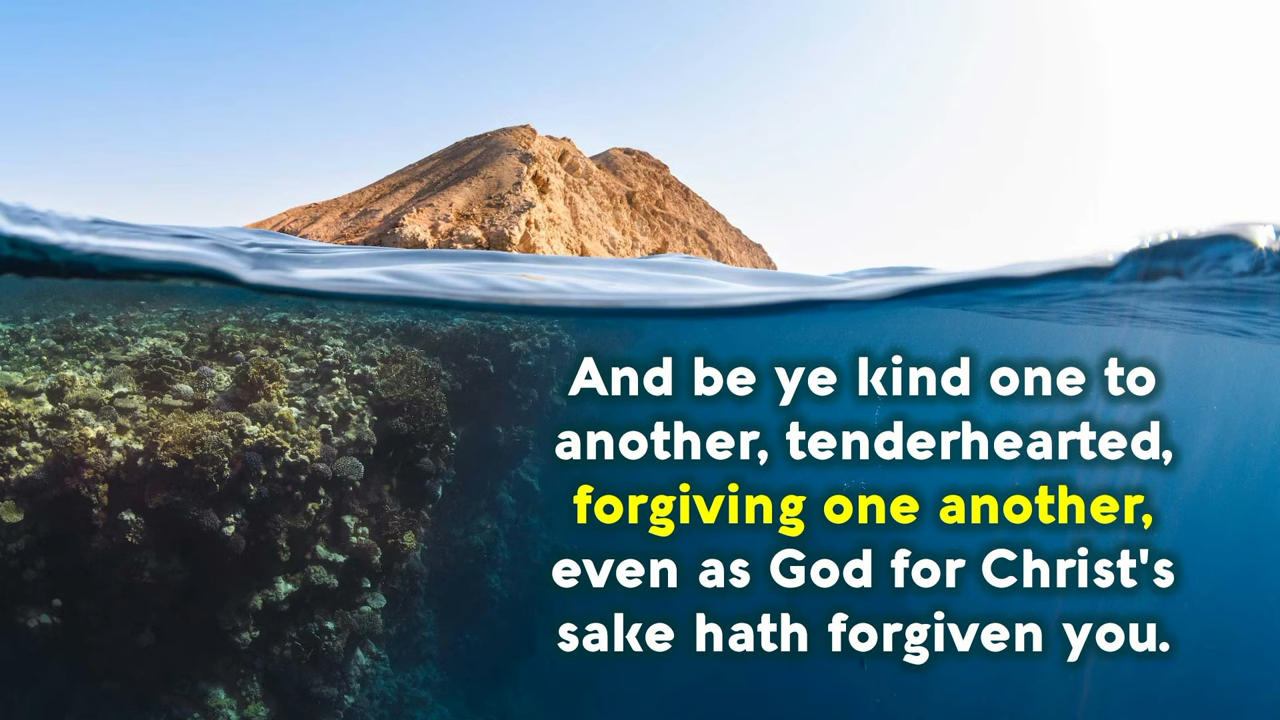 And be ye kind one to
another, tenderhearted,
forgiving one another,
even as God for Christ's
sake hath forgiven you.